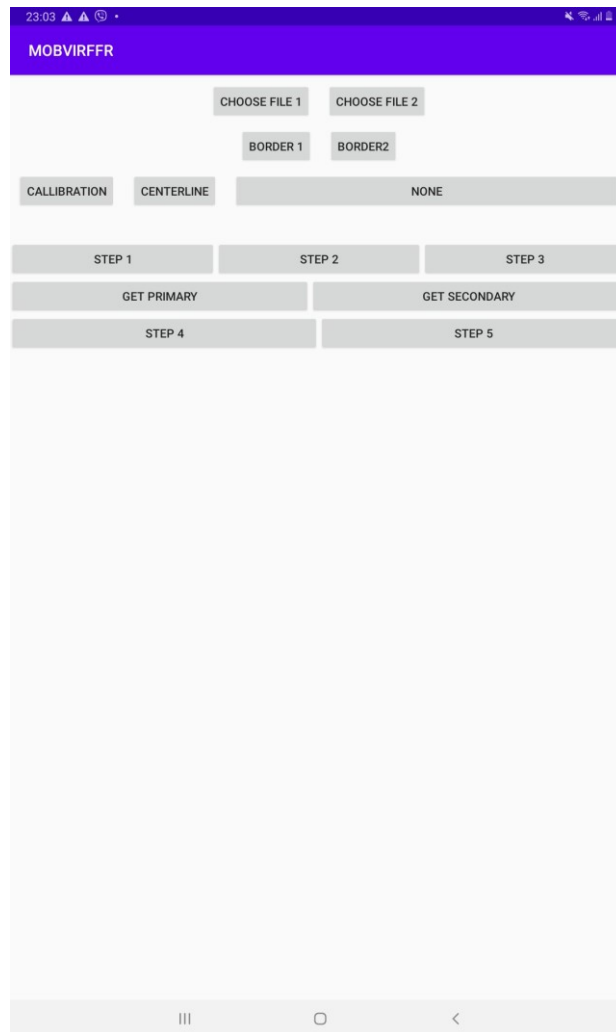 23:03
MOBVIRFFR
CHOOSE FILE 1 CHOOSE FILE 2
BORDER 1 BORDER2
CALLIBRATION CENTERLINE NONE
STEP 1 STEP 2 STEP 3
GET PRIMARY GET SECONDARY
STEP 4 STEP 5